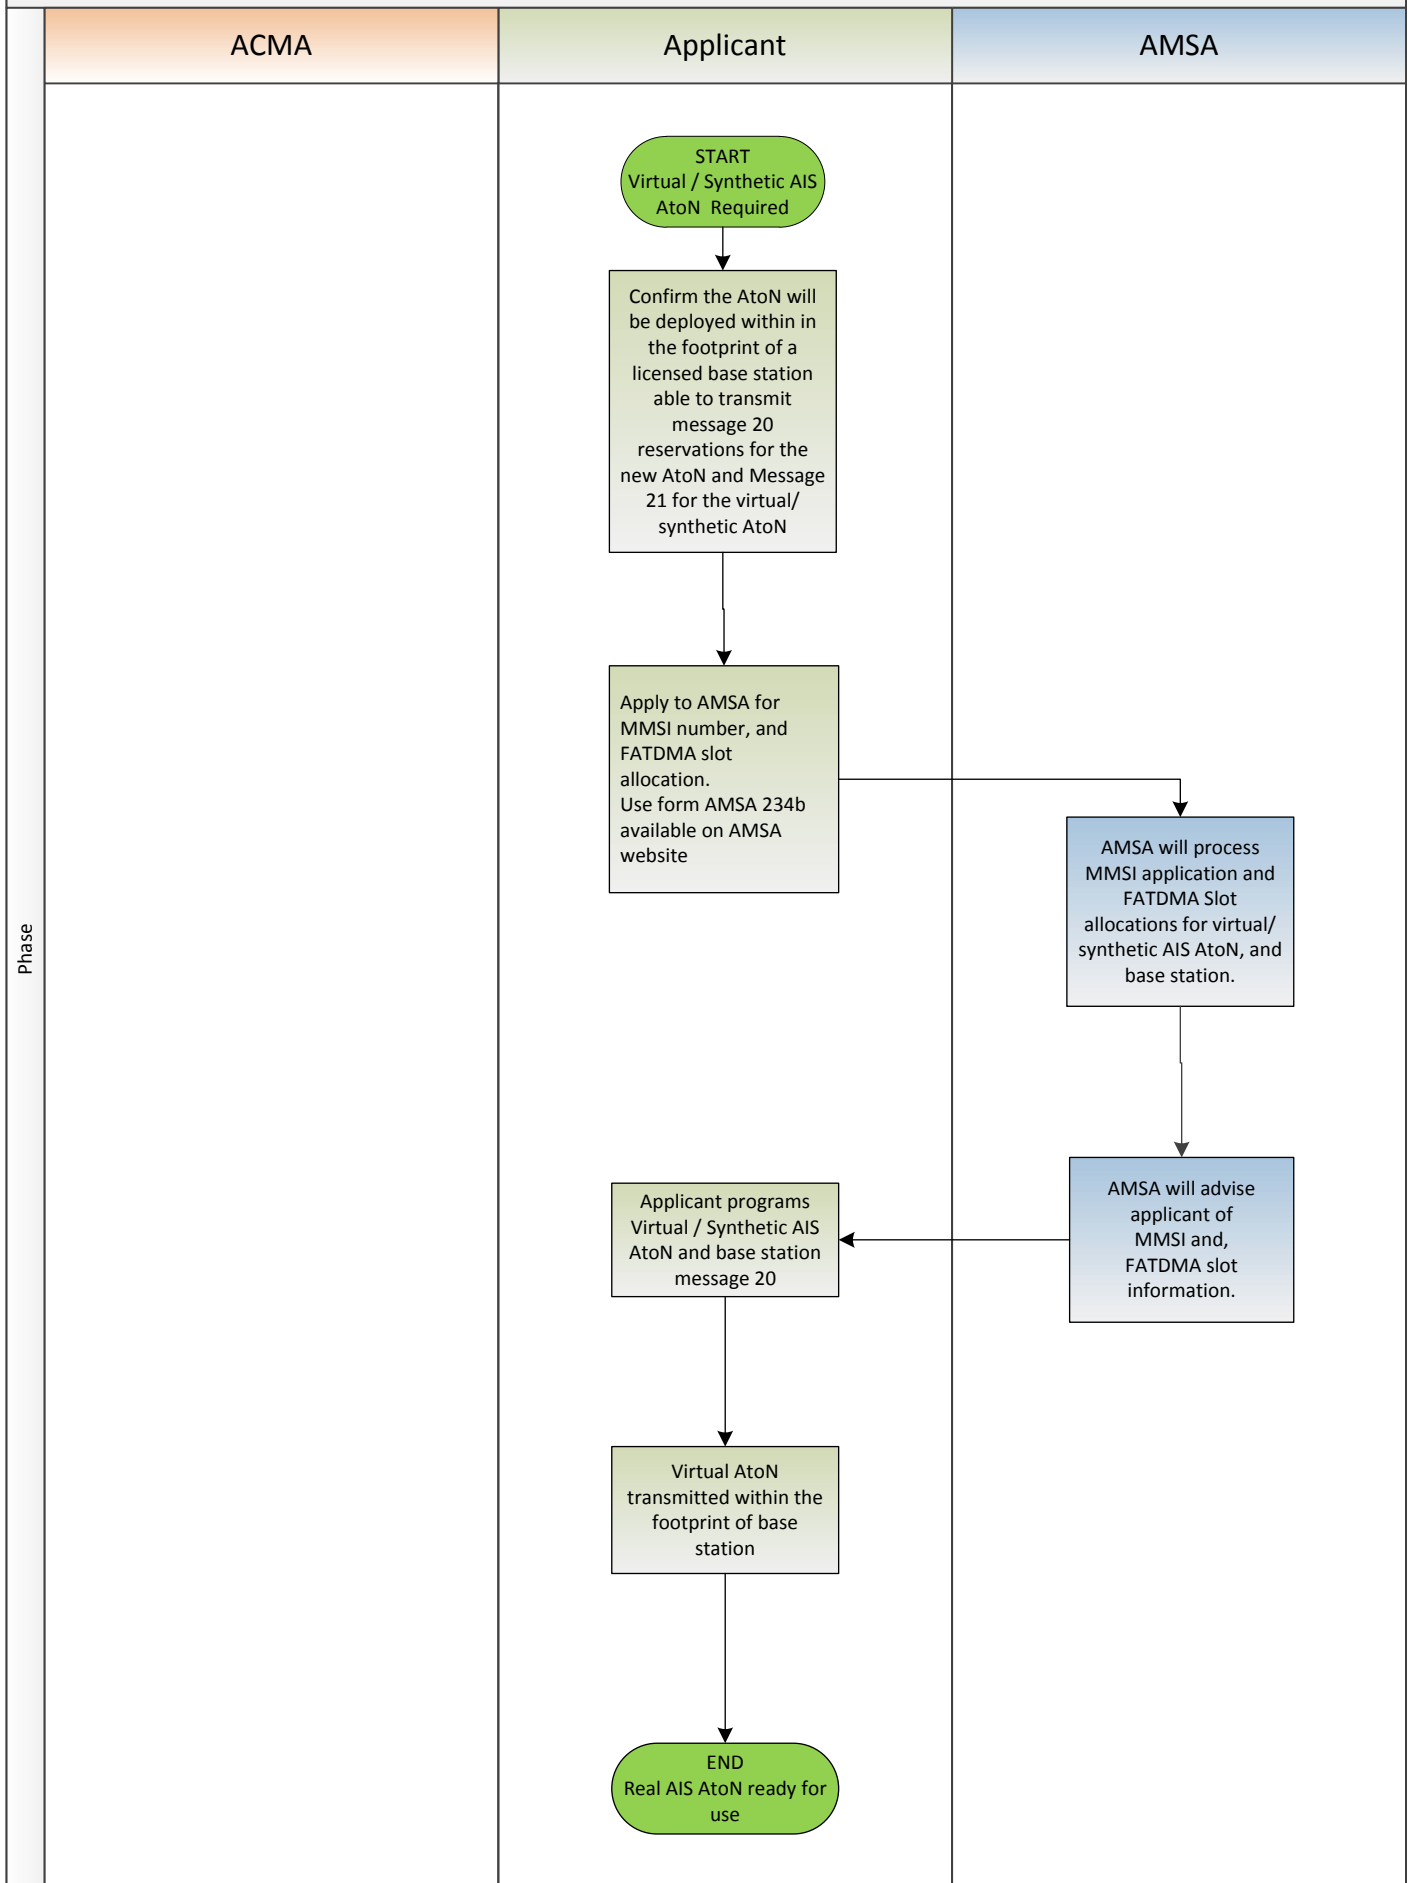 ACMA
Applicant
AMSA
Phase
START
Virtual / Synthetic AIS
AtoN Required
Confirm the AtoN will
be deployed within in
the footprint of a
licensed base station
able to transmit
message 20
reservations for the
new AtoN and Message
21 for the virtual/
synthetic AtoN
Apply to AMSA for
MMSI number, and
FATDMA slot
allocation.
Use form AMSA 234b
available on AMSA
website
AMSA will process
MMSI application and
FATDMA Slot
allocations for virtual/
synthetic AIS AtoN, and
base station.
AMSA will advise
applicant of
MMSI and,
FATDMA slot
information.
Applicant programs
Virtual / Synthetic AIS
AtoN and base station
message 20
Virtual AtoN
transmitted within the
footprint of base
station
END
Real AIS AtoN ready for
use